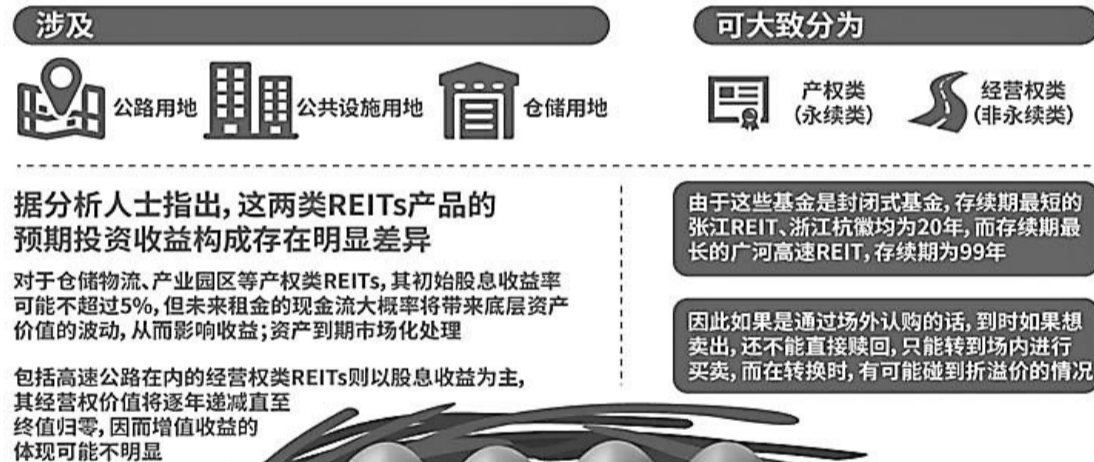 涉及
公路用地
公共设施用地
仓储用地
可大致分为
产权类
(永续类)
经营权类
(非永续类)
据分析人士指出,这两类REITs产品的
预期投资收益构成存在明显差异
对于仓储物流、产业园区等产权类REITs,其初始股息收益率
可能不超过5%,但未来租金的现金流大概率将带来底层资产
价值的波动,从而影响收益;资产到期市场化处理
包括高速公路在内的经营权类REITs则以股息收益为主,
其经营权价值将逐年递减直至
终值归零,因而增值收益的
体现可能不明显
由于这些基金是封闭式基金,存续期最短的
张江REIT、浙江杭徽均为20年,而存续期最
长的广河高速REIT,存续期为99年
因此如果是通过场外认购的话,到时如果想
卖出,还不能直接赎回,只能转到场内进行
买卖,而在转换时,有可能碰到折溢价的情况